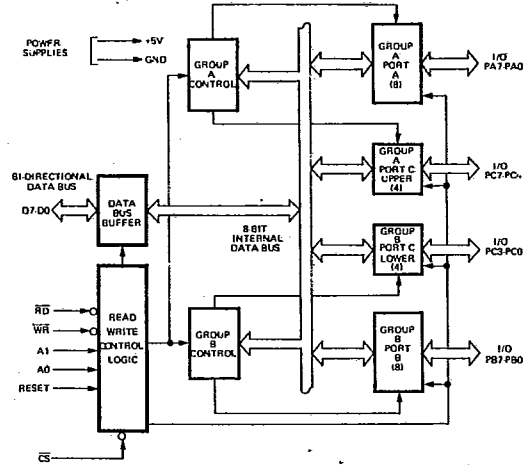 POWER
SUPPLIES
+5V
GND
GROUP
A
CONTROL
GROUP
A
PORT
A
(8)
I/O
PA7-PA0
GROUP
A
PORT C
UPPER
(4)
I/O
PC7-PC4
BI-DIRECTIONAL
DATA BUS
D7-D0
DATA
BUS
BUFFER
8-BIT
INTERNAL
DATA BUS
GROUP
B
PORT C
LOWER
(4)
I/O
PC3-PC0
RD
WR
A1
A0
RESET
READ
WRITE
CONTROL
LOGIC
GROUP
B
CONTROL
GROUP
B
PORT
B
(8)
I/O
PB7-PB0
CS